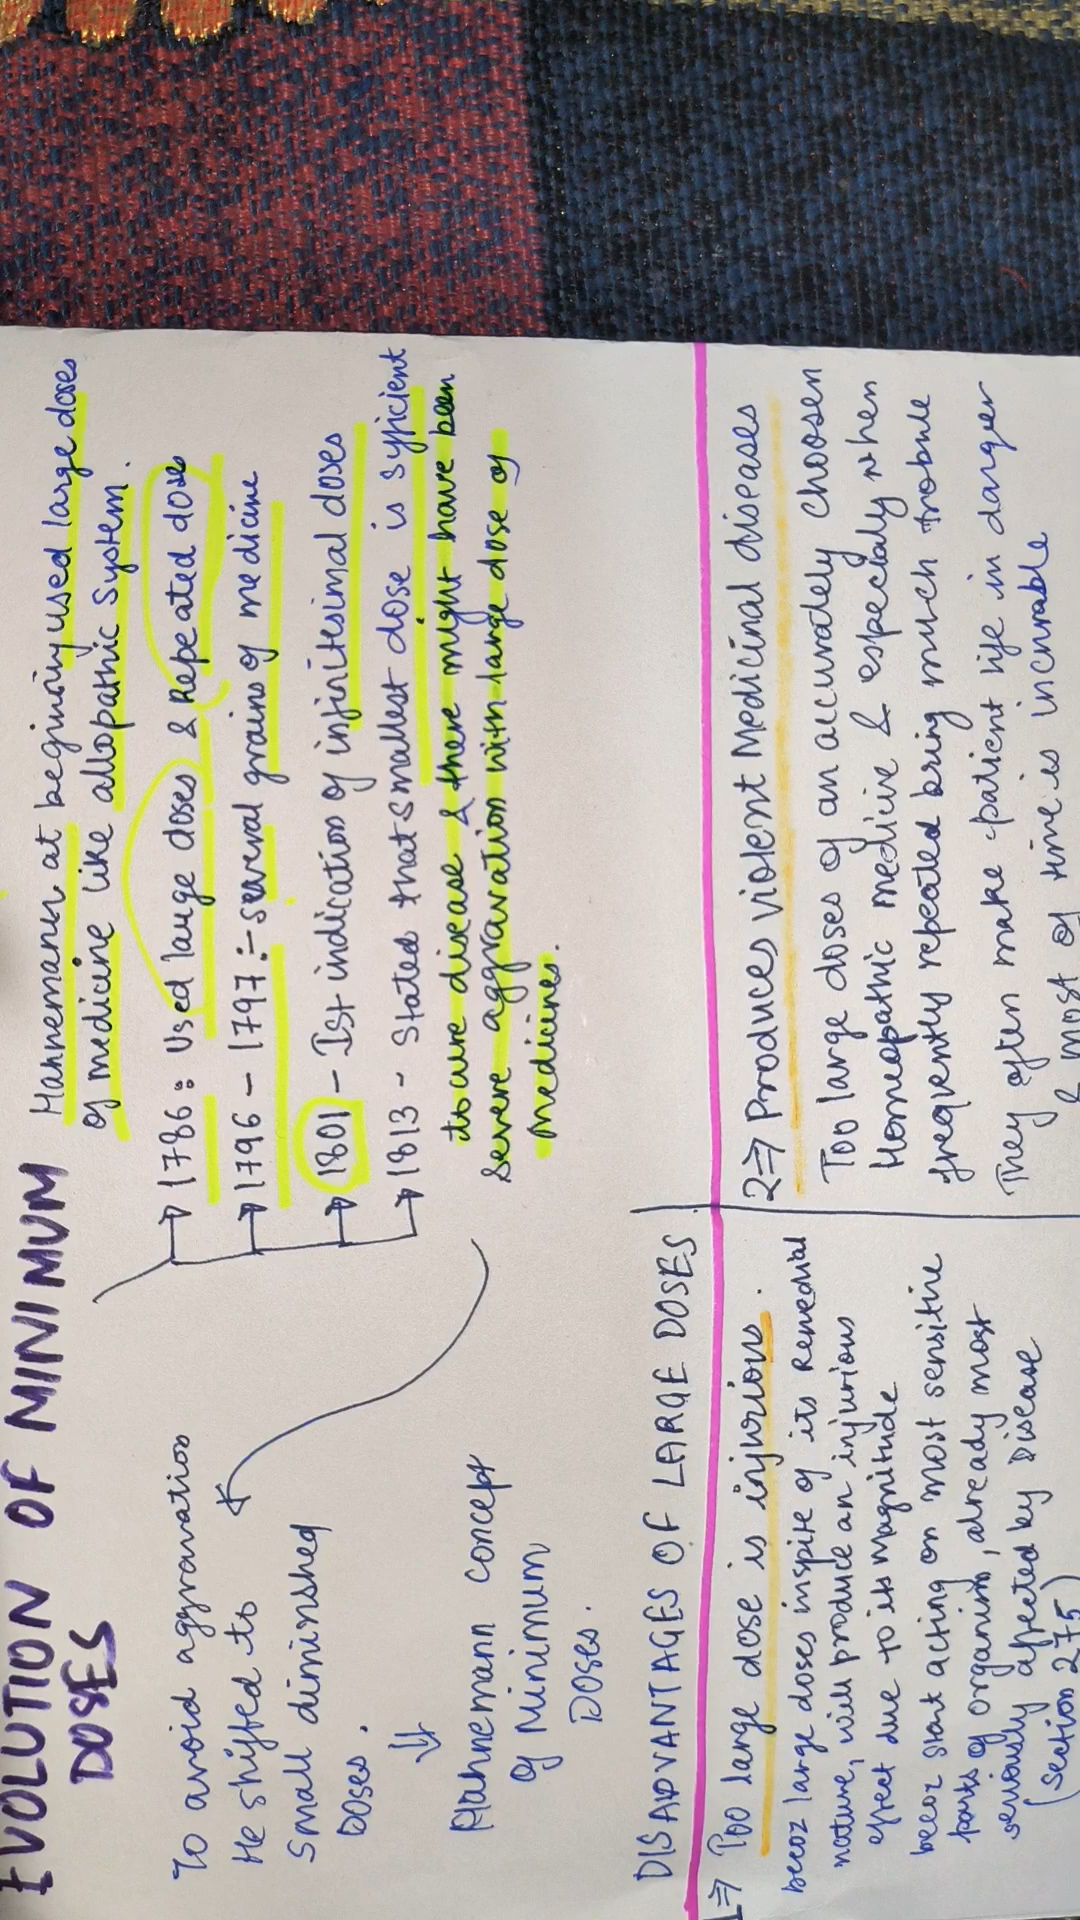 EVOLUTION OF MINIMUM
DOSES
Hahnemann at begining used large doses
of medicine like allopathic system.
1786: Used large doses & Repeated doses
1796 - 1797:- several grains of medicine
1801 - Ist indication of infinitesimal doses
1813 - Stated that smallest dose is sufficient
to cure disease & there might have been
severe aggravation with large dose of
medicines.
To avoid aggravation
He shifted to
small diminished
Doses.
Hahnemann concept
of Minimum
Doses.
DISADVANTAGES OF LARGE DOSES
1⇒ Too large dose is injurious.
becoz large doses inspite of its Remedial
nature, will produce an injurious
effect due to its magnitude
becoz start acting on most sensitive
parts of organism, already most
seriously affected by Disease
(Section 275)
2⇒ Produces violent Medicinal diseases
Too large doses of an accurately choosen
Homeopathic medicine & especialy when
frequently repeated bring much trobule
They often make patient life in danger
& most of time is incurable